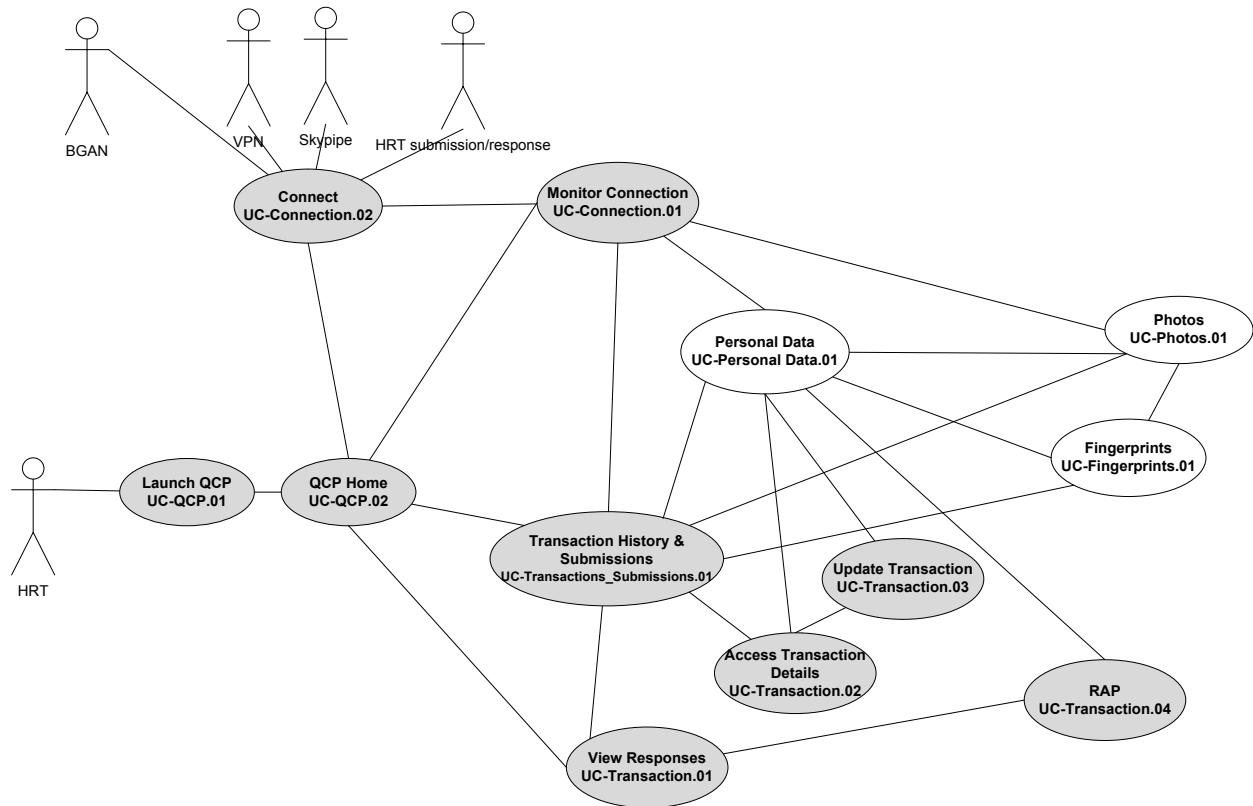 BGAN
VPN
Skypipe
HRT submission/response
Connect
UC-Connection.02
Monitor Connection
UC-Connection.01
Personal Data
UC-Personal Data.01
Photos
UC-Photos.01
Fingerprints
UC-Fingerprints.01
HRT
Launch QCP
UC-QCP.01
QCP Home
UC-QCP.02
Transaction History &
Submissions
UC-Transactions_Submissions.01
Update Transaction
UC-Transaction.03
Access Transaction
Details
UC-Transaction.02
RAP
UC-Transaction.04
View Responses
UC-Transaction.01